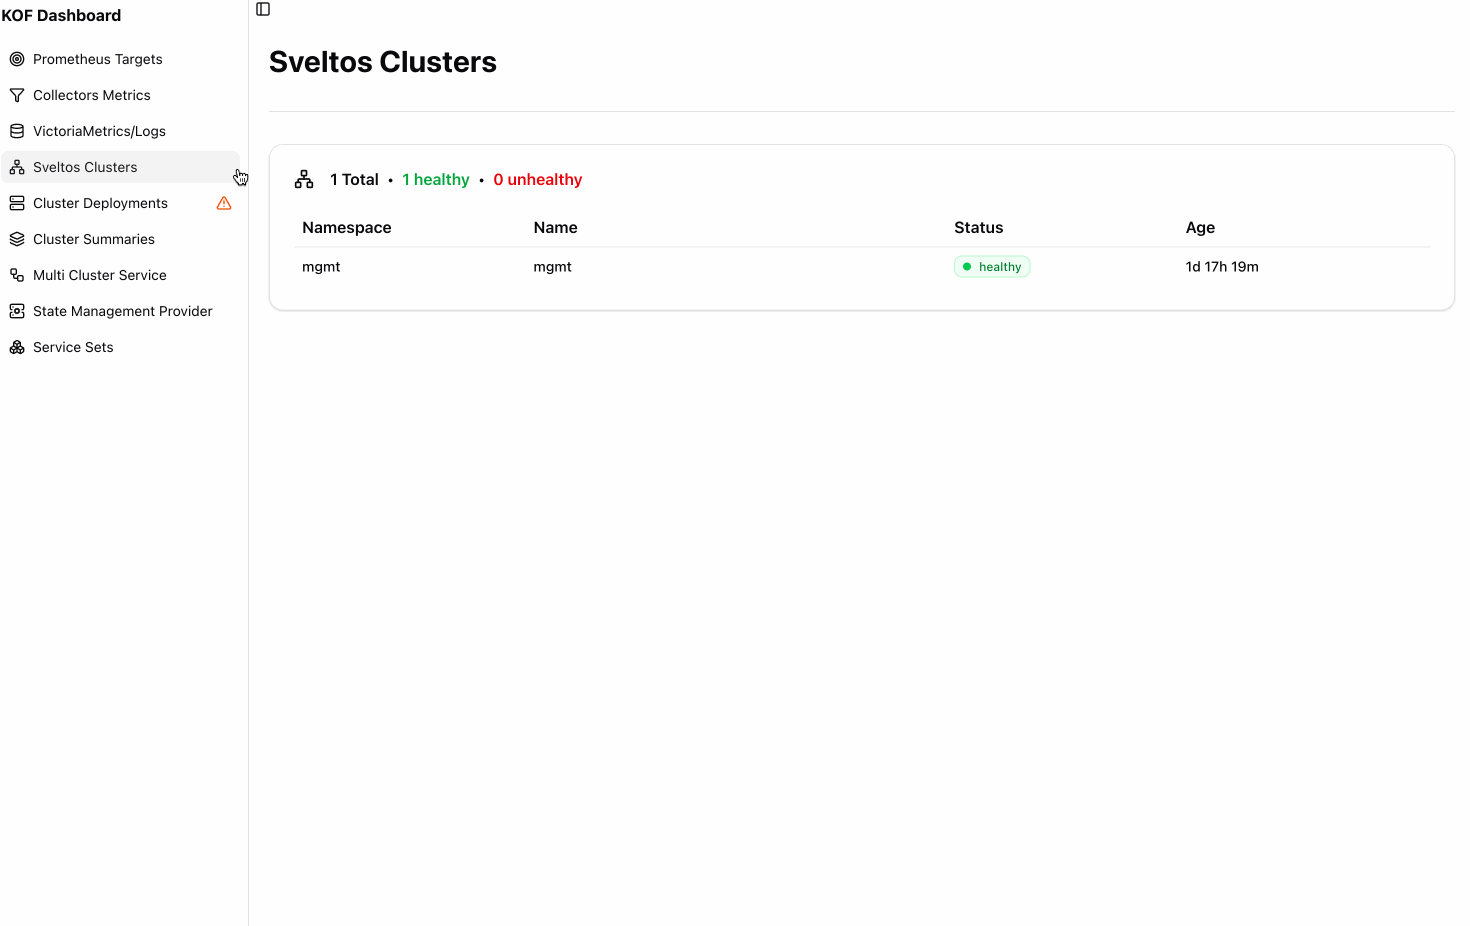 KOF Dashboard
Prometheus Targets
Collectors Metrics
VictoriaMetrics/Logs
Sveltos Clusters
Cluster Deployments
Cluster Summaries
Multi Cluster Service
State Management Provider
Service Sets
Sveltos Clusters
1 Total • 1 healthy • 0 unhealthy
Namespace Name Status Age
mgmt mgmt healthy 1d 17h 19m